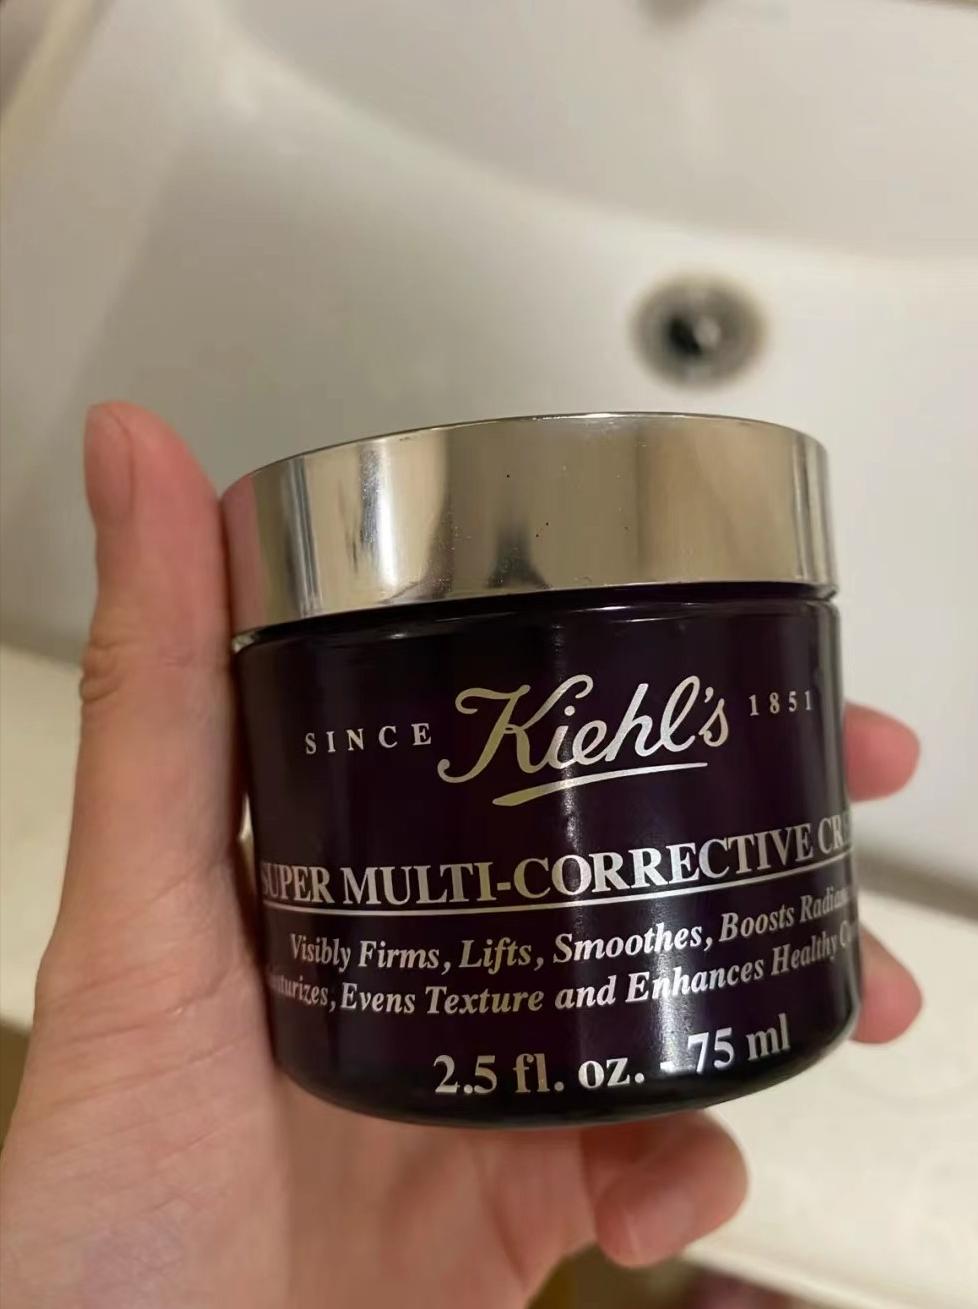 SINCE Kiehl's 1851
SUPER MULTI-CORRECTIVE
Visibly Firms, Lifts, Smoothes, Boosts
Evens Texture and Enhances Healthy
2.5 fl. oz. - 75 ml